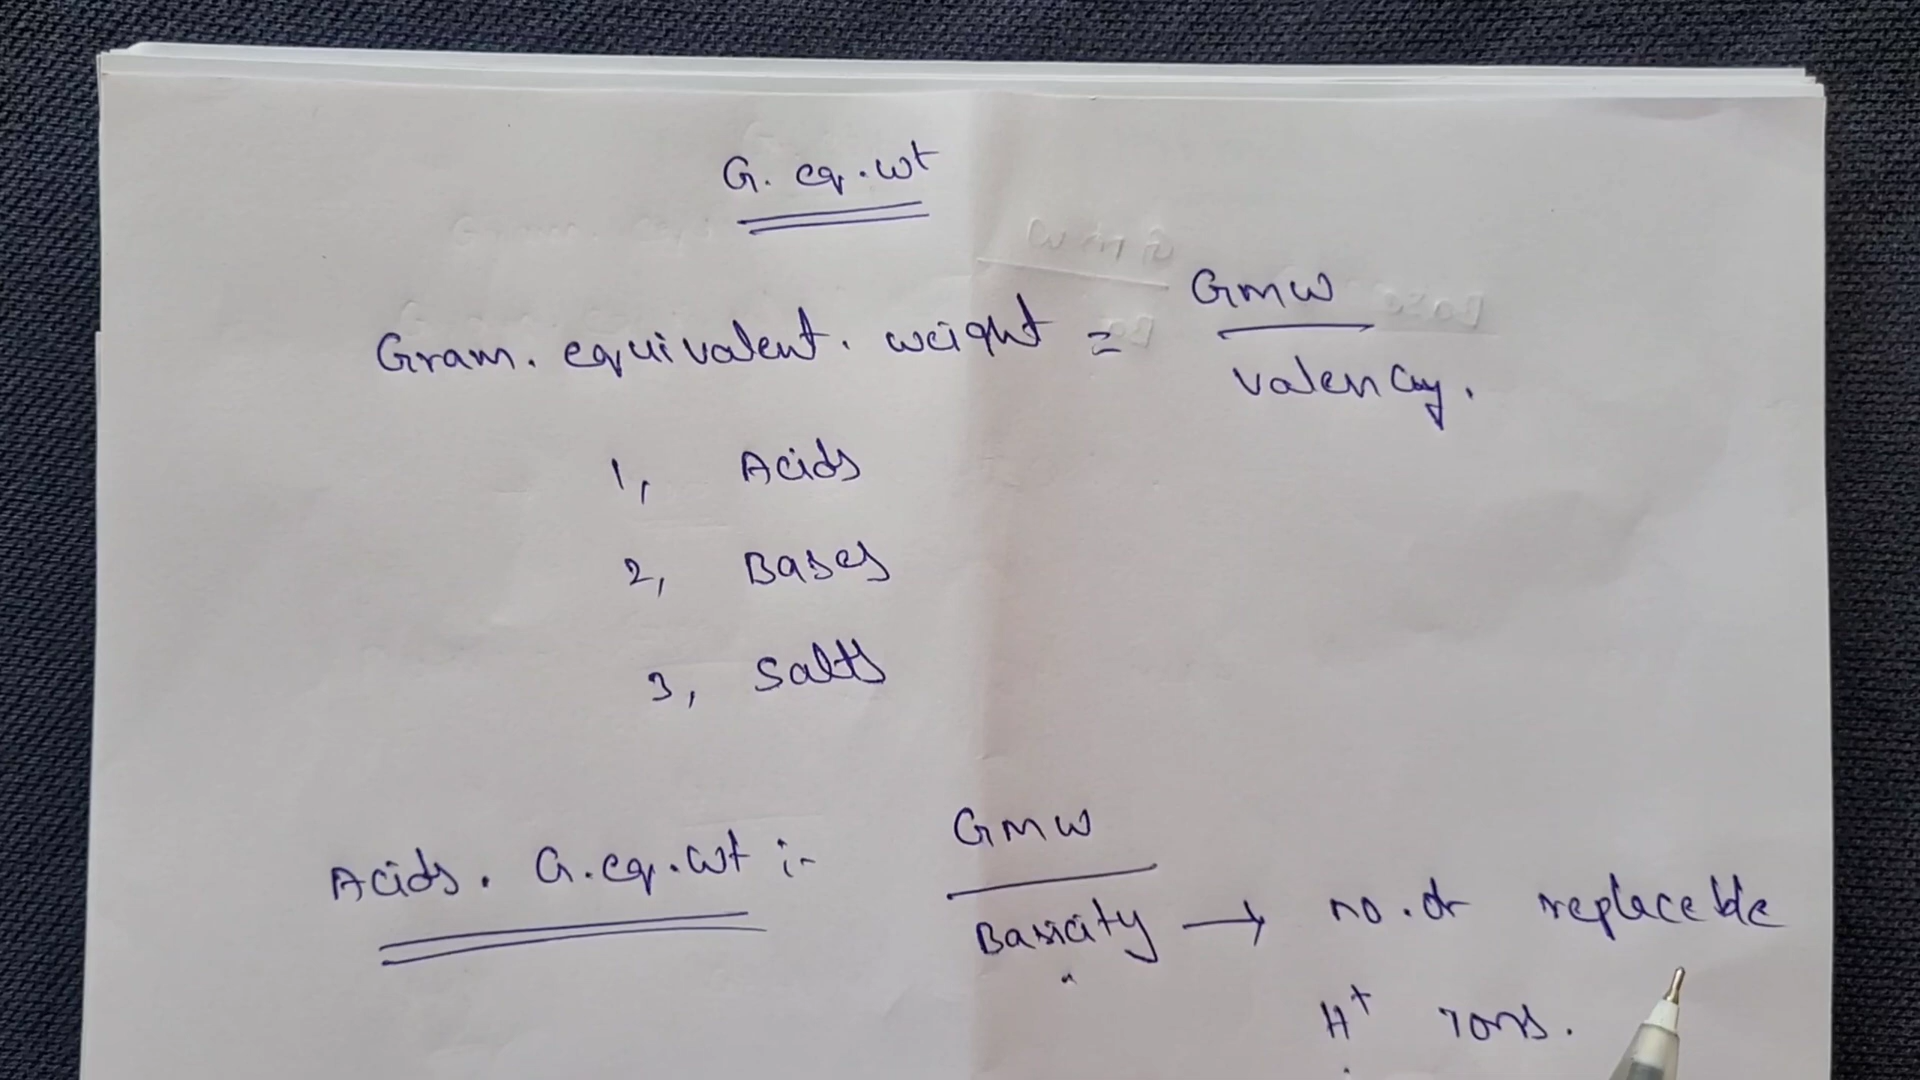 G. eq. wt
Gram. equivalent. weight = GMW
valency.
1, Acids
2, Bases
3, Salts
Acids. G.eq.wt :- GMW
Basicity → no. of replaceble
H+ ions.